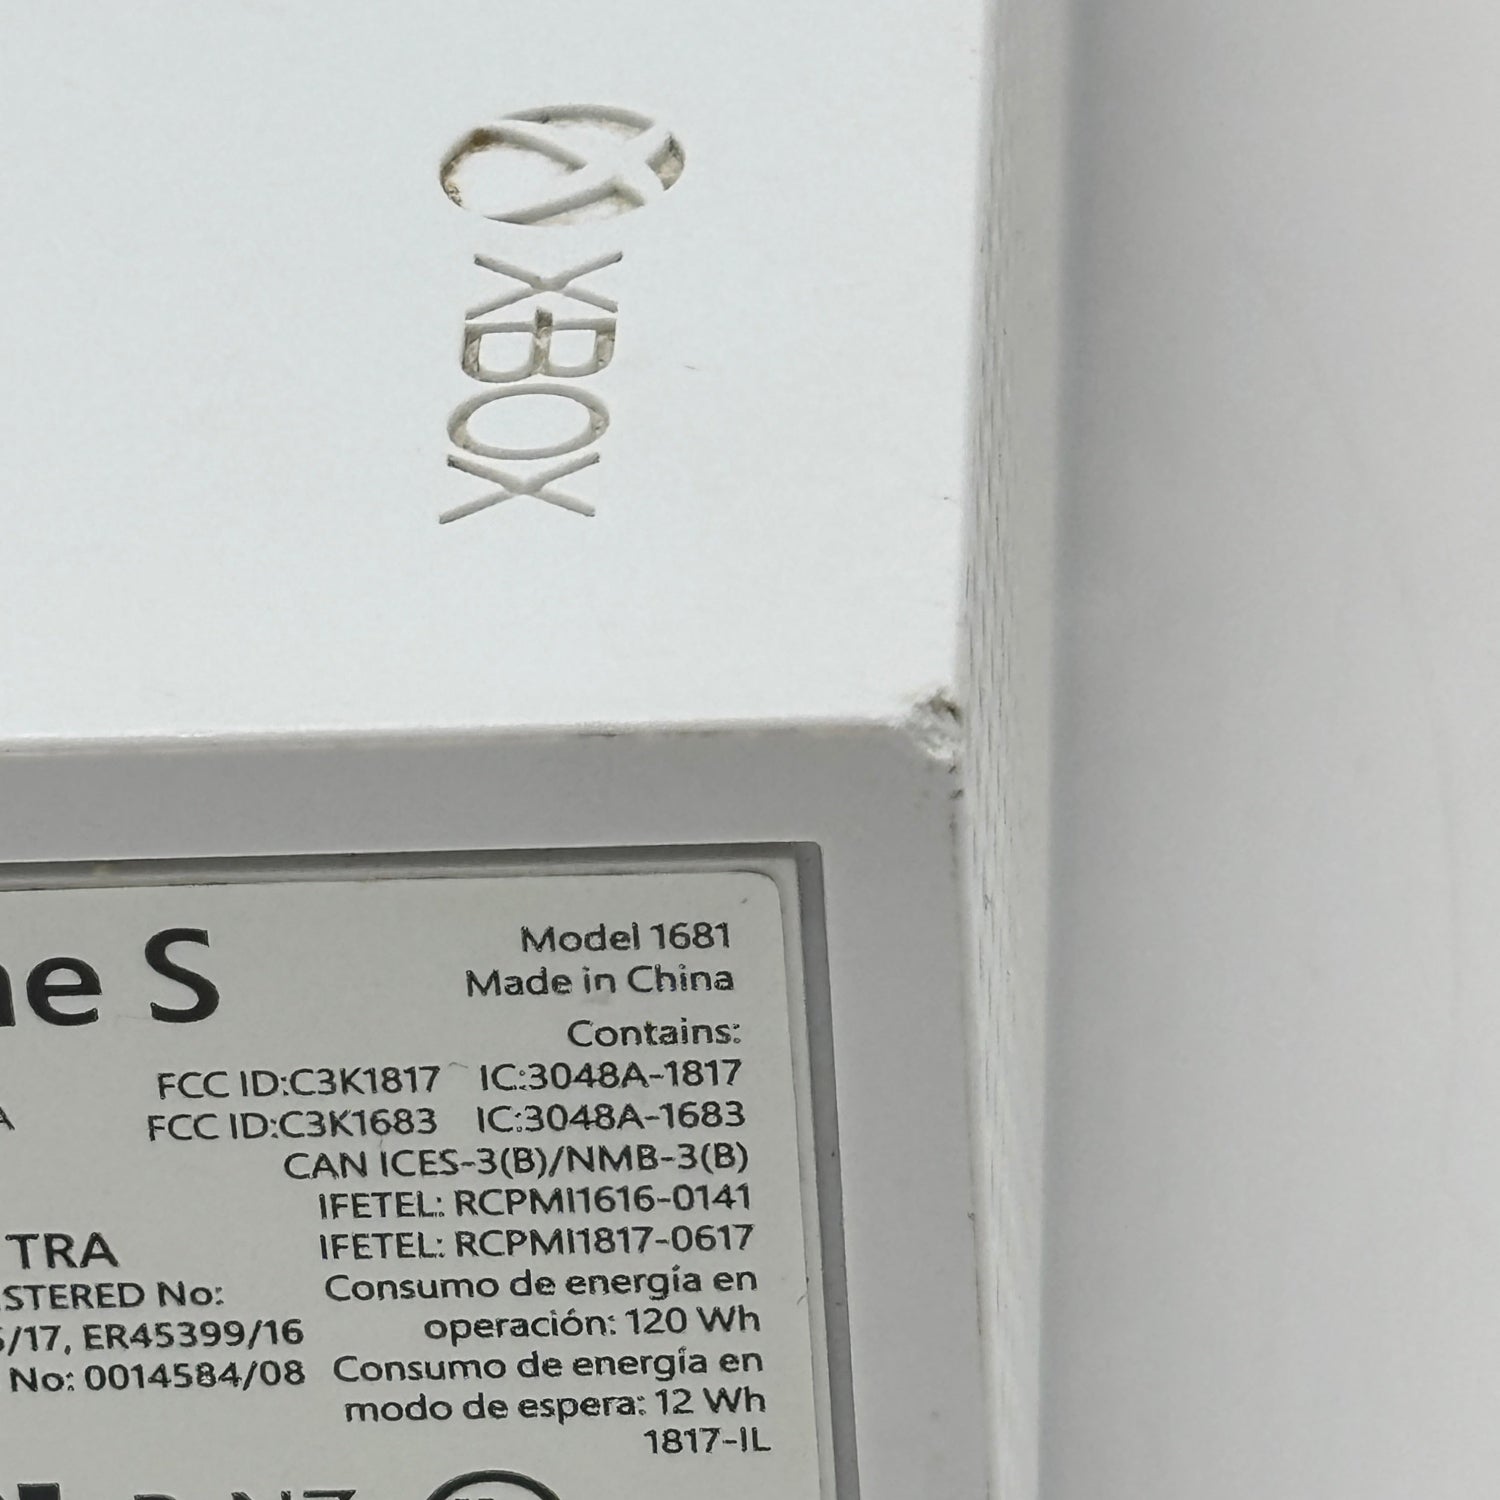 XBOX
ne S
Model 1681
Made in China
Contains:
FCC ID:C3K1817 IC:3048A-1817
A FCC ID:C3K1683 IC:3048A-1683
CAN ICES-3(B)/NMB-3(B)
IFETEL: RCPMI1616-0141
TRA IFETEL: RCPMI1817-0617
STERED No: Consumo de energía en
/17, ER45399/16 operación: 120 Wh
No: 0014584/08 Consumo de energía en
modo de espera: 12 Wh
1817-IL